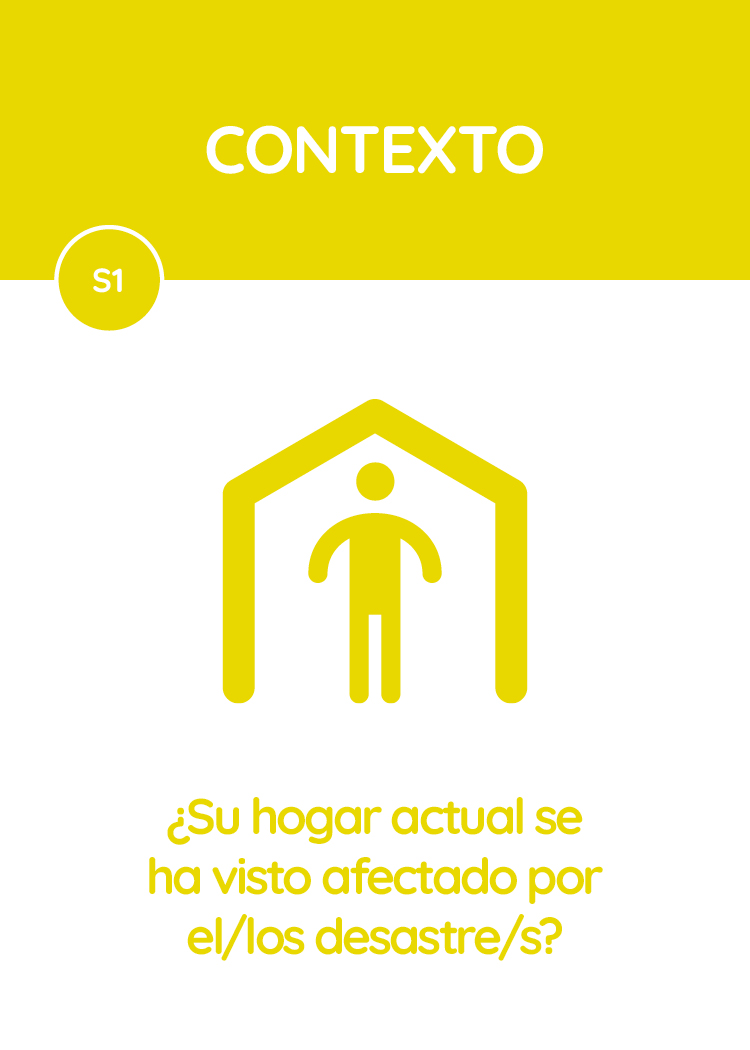 CONTEXTO
S1
¿Su hogar actual se
ha visto afectado por
el/los desastre/s?